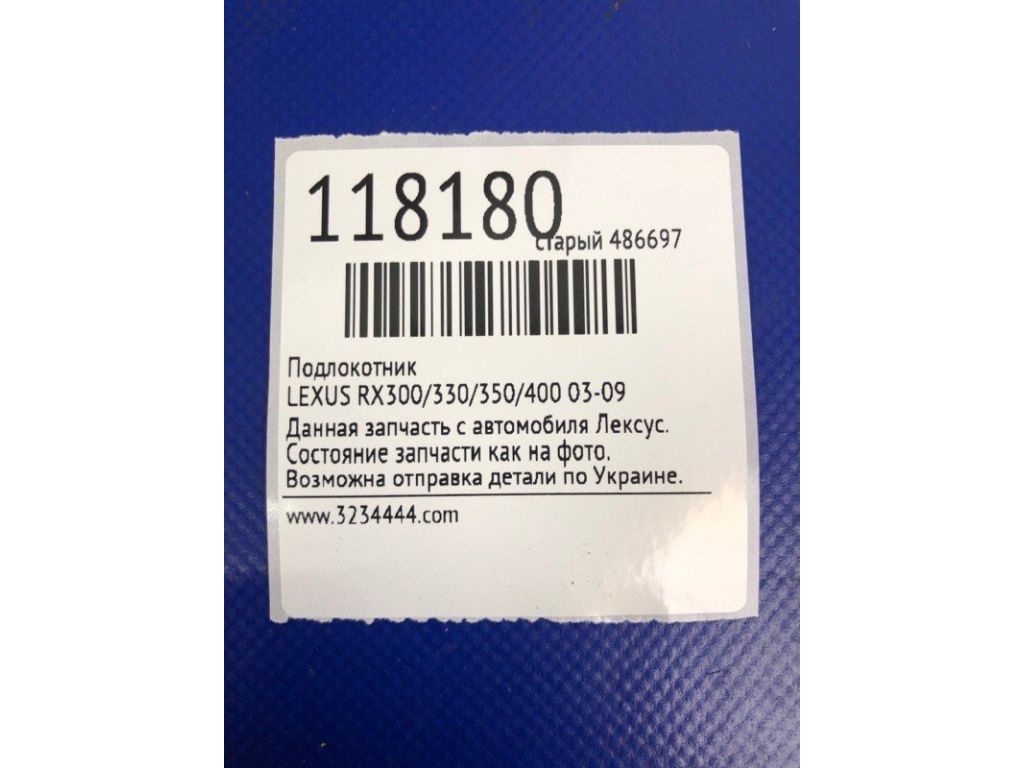 118180
старый 486697
Подлокотник
LEXUS RX300/330/350/400 03-09
Данная запчасть с автомобиля Лексус.
Состояние запчасти как на фото.
Возможна отправка детали по Украине.
www.3234444.com